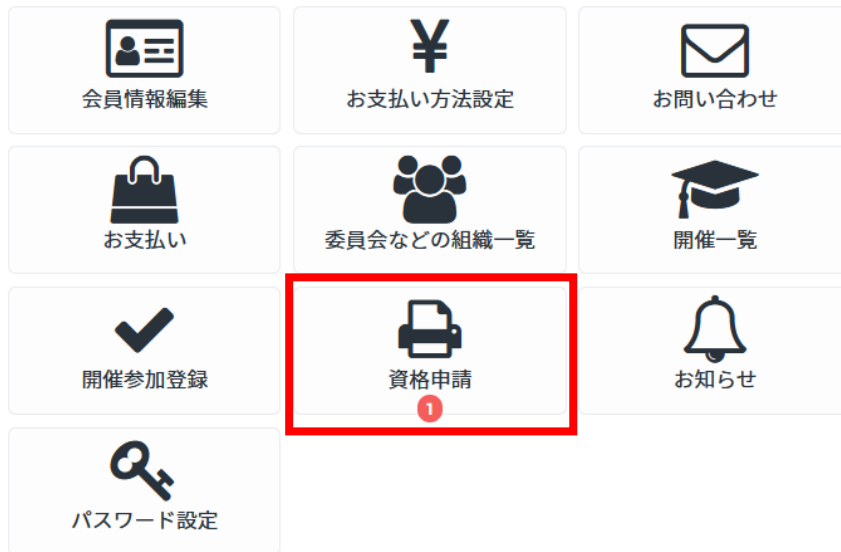 会員情報編集
お支払い方法設定
お問い合わせ
お支払い
委員会などの組織一覧
開催一覧
開催参加登録
資格申請
1
お知らせ
パスワード設定